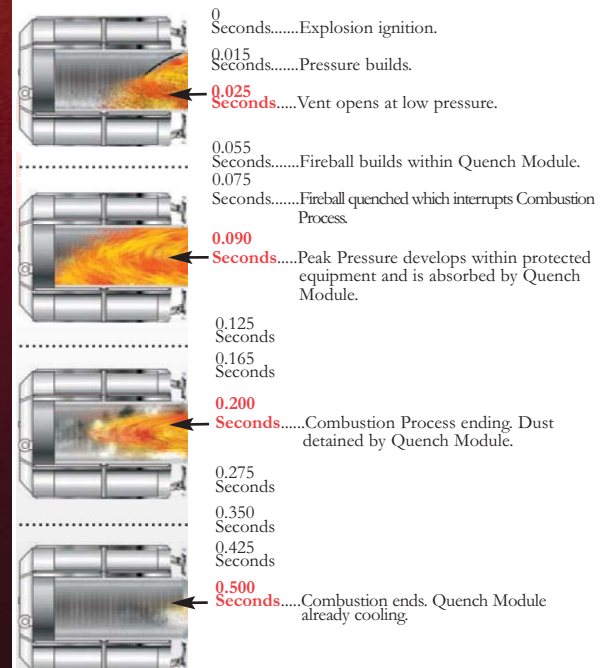 0
Seconds.......Explosion ignition.
0.015
Seconds.......Pressure builds.
0.025
Seconds.....Vent opens at low pressure.
0.055
Seconds.......Fireball builds within Quench Module.
0.075
Seconds.......Fireball quenched which interrupts Combustion
Process.
0.090
Seconds.....Peak Pressure develops within protected
equipment and is absorbed by Quench
Module.
0.125
Seconds
0.165
Seconds
0.200
Seconds......Combustion Process ending. Dust
detained by Quench Module.
0.275
Seconds
0.350
Seconds
0.425
Seconds
0.500
Seconds.....Combustion ends. Quench Module
already cooling.